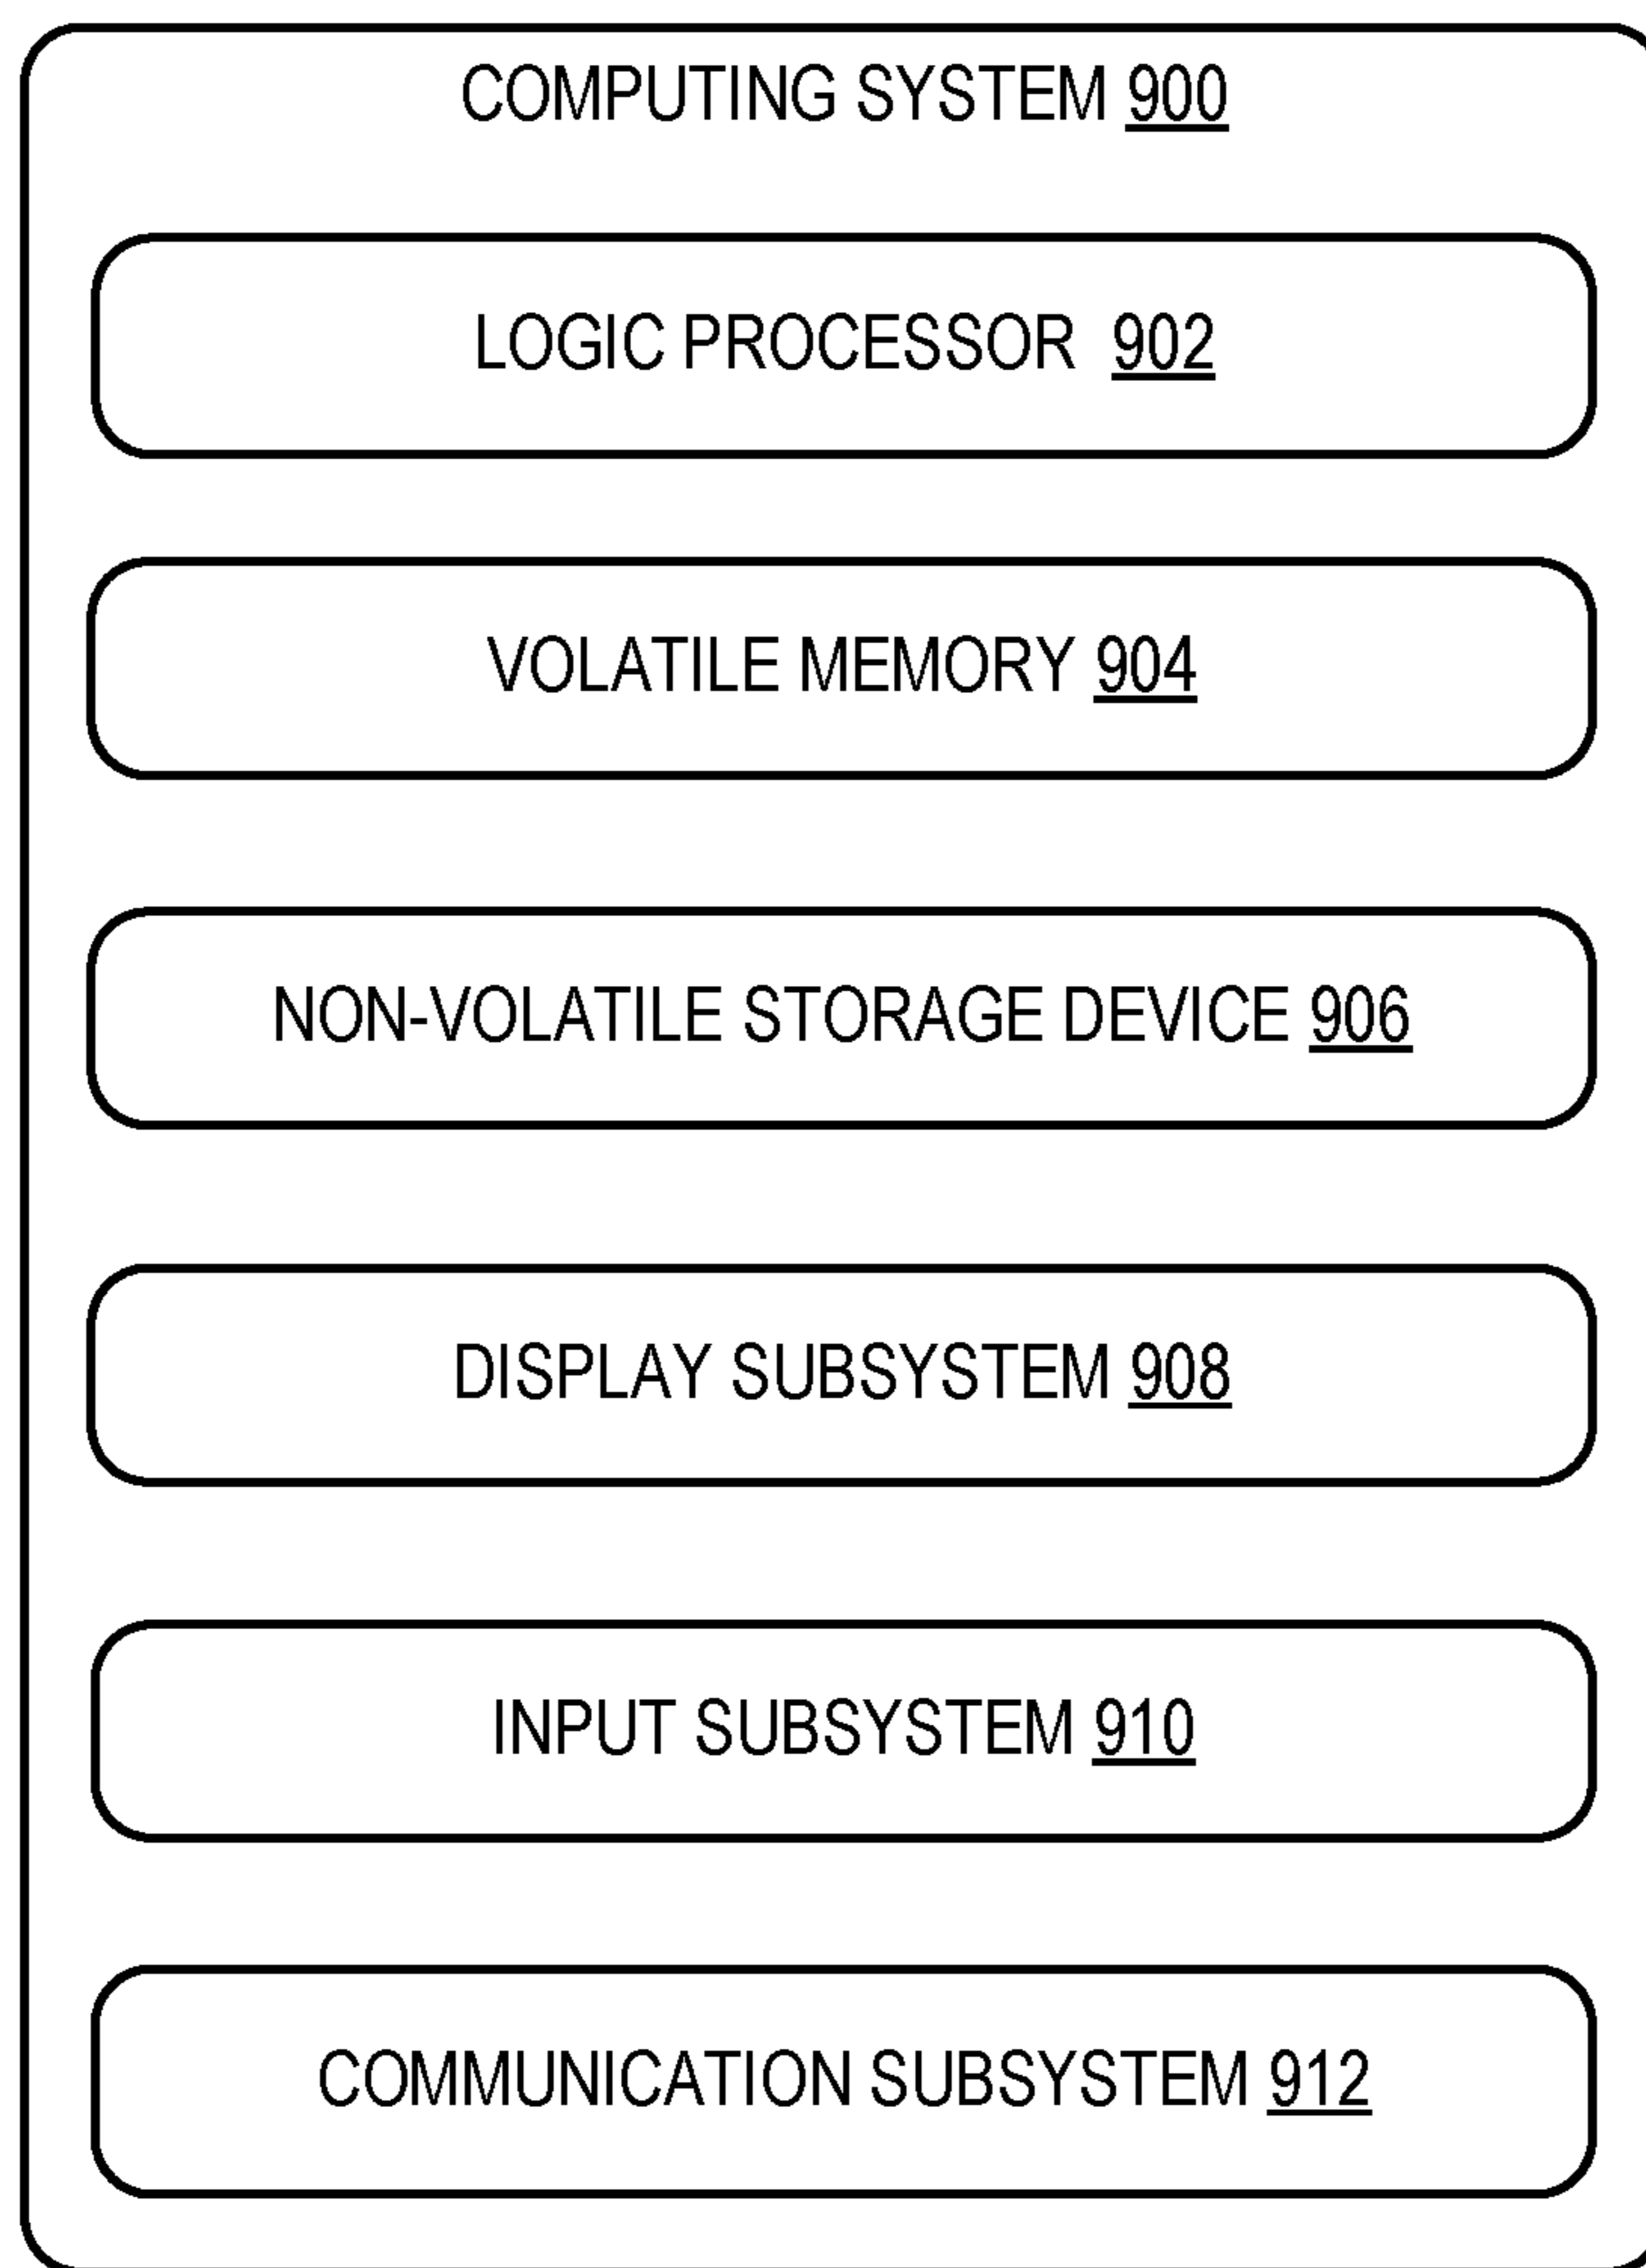 COMPUTING SYSTEM 900
LOGIC PROCESSOR 902
VOLATILE MEMORY 904
NON-VOLATILE STORAGE DEVICE 906
DISPLAY SUBSYSTEM 908
INPUT SUBSYSTEM 910
COMMUNICATION SUBSYSTEM 912